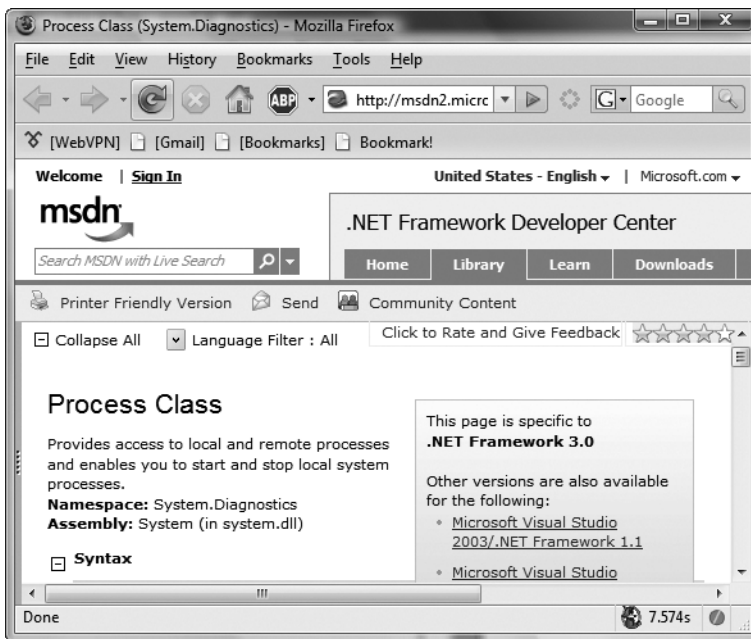 Process Class (System.Diagnostics) - Mozilla Firefox
File Edit View History Bookmarks Tools Help
ABP http://msdn2.micrc G Google
[WebVPN] [Gmail] [Bookmarks] Bookmark!
Welcome | Sign In United States - English | Microsoft.com
msdn
.NET Framework Developer Center
Search MSDN with Live Search
Home Library Learn Downloads
Printer Friendly Version Send Community Content
Collapse All Language Filter : All Click to Rate and Give Feedback
Process Class
Provides access to local and remote processes
and enables you to start and stop local system
processes.
Namespace: System.Diagnostics
Assembly: System (in system.dll)
Syntax
This page is specific to
.NET Framework 3.0
Other versions are also available
for the following:
• Microsoft Visual Studio
2003/.NET Framework 1.1
• Microsoft Visual Studio
Done 7.574s